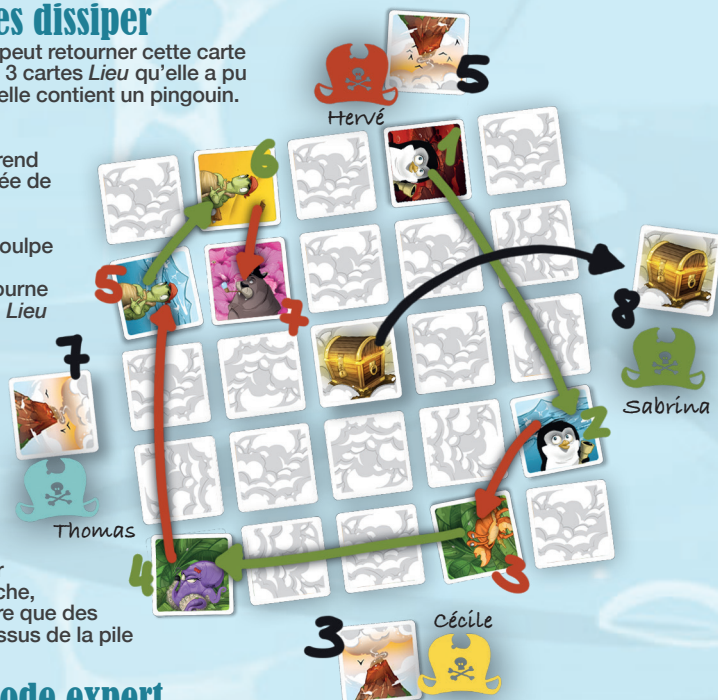 es dissiper
peut retourner cette carte
3 cartes Lieu qu'elle a pu
elle contient un pingouin.
rend
ée de
oulpe
urne
Lieu
che,
re que des
ssus de la pile
ode expert
5
Hervé
6
1
5
7
7
8
Sabrina
2
Thomas
4
3
3
Cécile